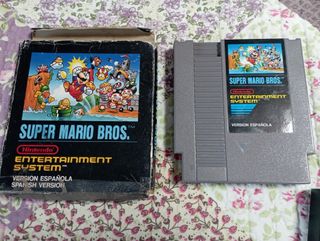 SUPER MARIO BROS.
Nintendo
ENTERTAINMENT
SYSTEM
VERSION ESPAÑOLA
SPANISH VERSION
SUPER MARIO BROS.
Nintendo
ENTERTAINMENT
SYSTEM
VERSION ESPAÑOLA